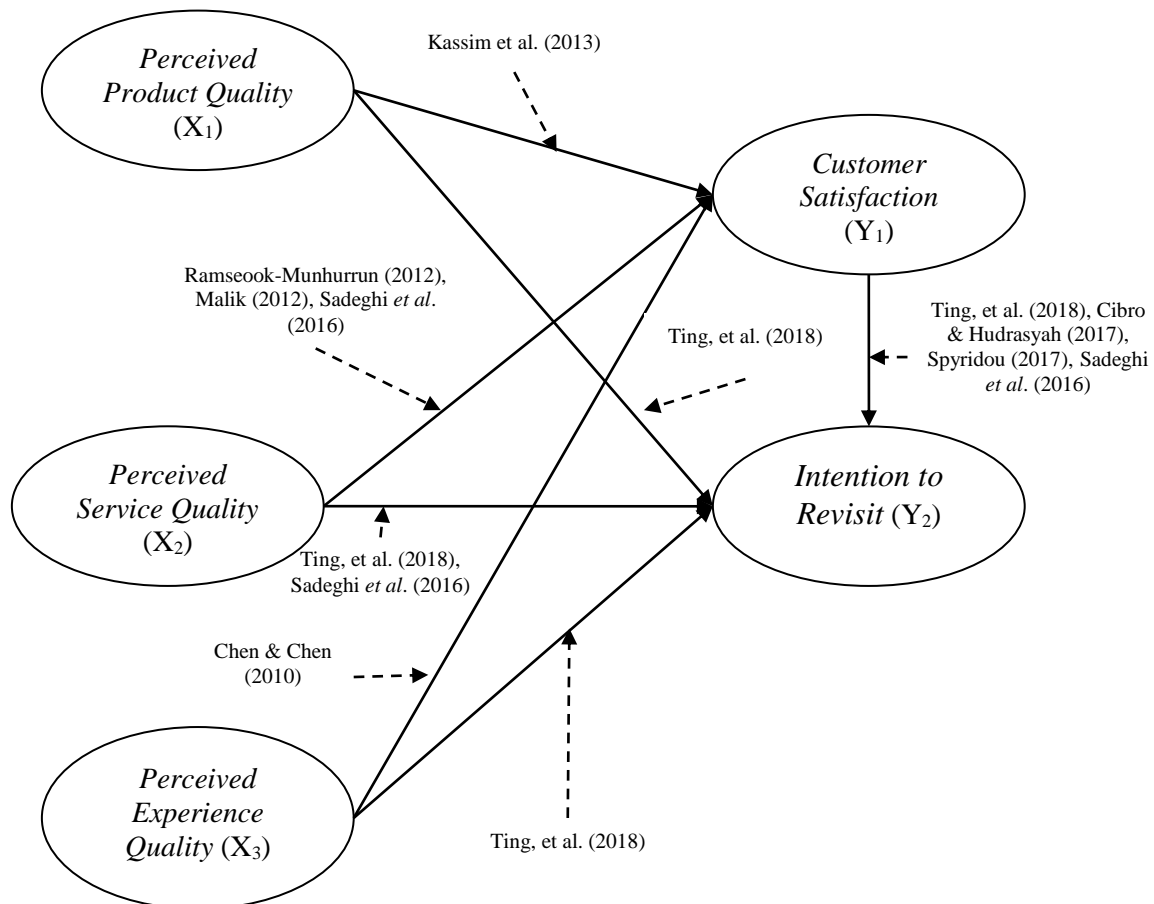 Kassim et al. (2013)
Perceived
Product Quality
(X₁)
Customer
Satisfaction
(Y₁)
Ramseook-Munhurrun (2012),
Malik (2012), Sadeghi et al.
(2016)
Ting, et al. (2018)
Ting, et al. (2018), Cibro
& Hudrasyah (2017),
Spyridou (2017), Sadeghi
et al. (2016)
Perceived
Service Quality
(X₂)
Intention to
Revisit (Y₂)
Ting, et al. (2018),
Sadeghi et al. (2016)
Chen & Chen
(2010)
Perceived
Experience
Quality (X₃)
Ting, et al. (2018)